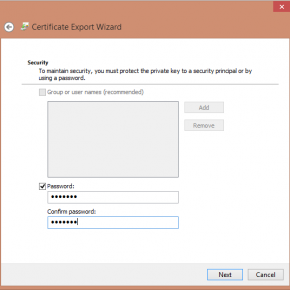 Certificate Export Wizard
Security
To maintain security, you must protect the private key to a security principal or by
using a password.
Group or user names (recommended)
Add
Remove
Password:
•••••••
Confirm password:
•••••••
Next
Cancel